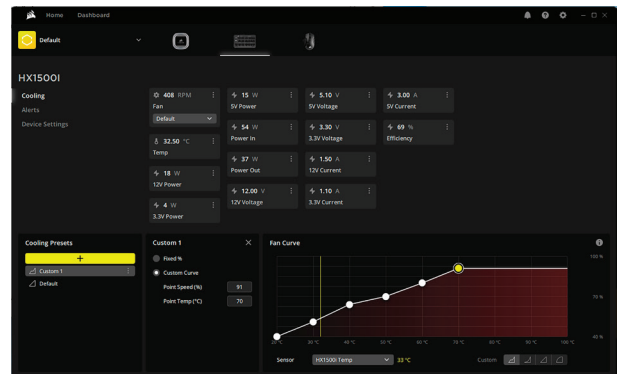 Home Dashboard
Default
HX1500I
Cooling
Alerts
Device Settings
408 RPM
Fan
Default
32.50 °C
Temp
18 W
12V Power
4 W
3.3V Power
15 W
5V Power
54 W
Power In
37 W
Power Out
12.00 V
12V Voltage
5.10 V
5V Voltage
3.30 V
3.3V Voltage
1.50 A
12V Current
1.10 A
3.3V Current
3.00 A
5V Current
69 %
Efficiency
Cooling Presets
+
Custom 1
Default
Custom 1
Fixed %
Custom Curve
Point Speed (%) 91
Point Temp (°C) 70
Fan Curve
100 %
70 %
40 %
20 °C 30 °C 40 °C 50 °C 60 °C 70 °C 80 °C 90 °C 100 °C
Sensor HX1500i Temp 33 °C Custom